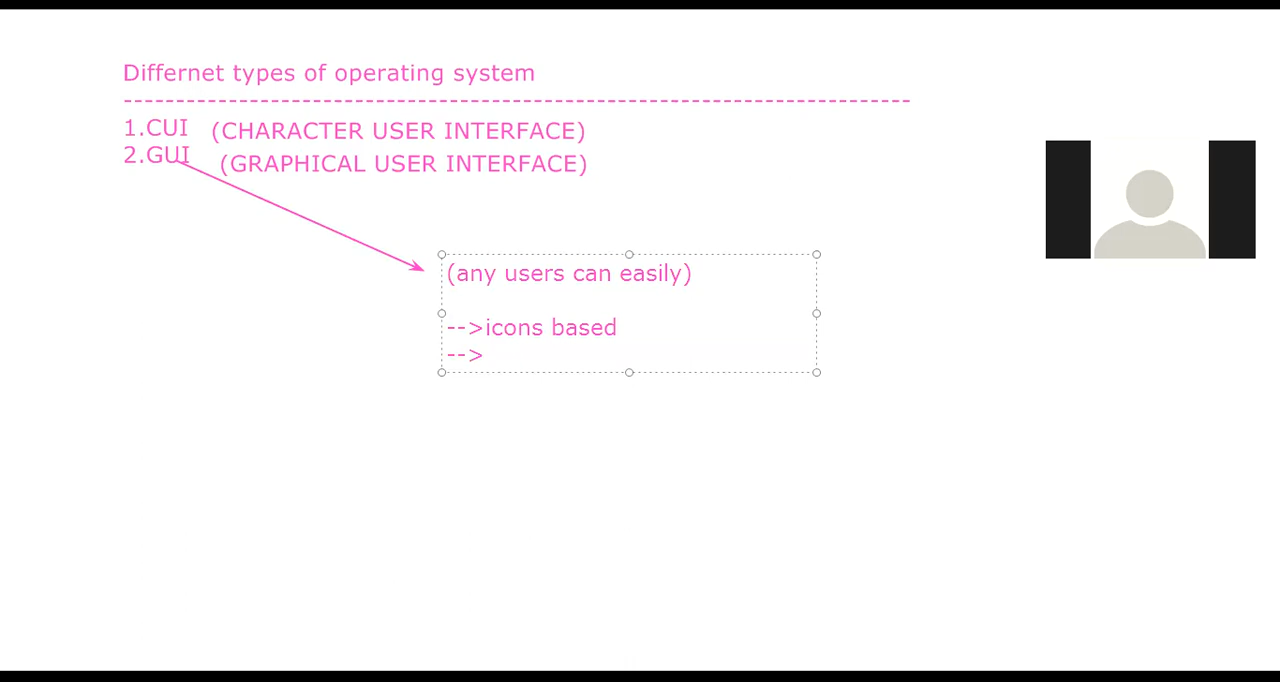 Differnet types of operating system
---------------------------------------------------------------------------
1.CUI (CHARACTER USER INTERFACE)
2.GUI (GRAPHICAL USER INTERFACE)
(any users can easily)
-->icons based
-->